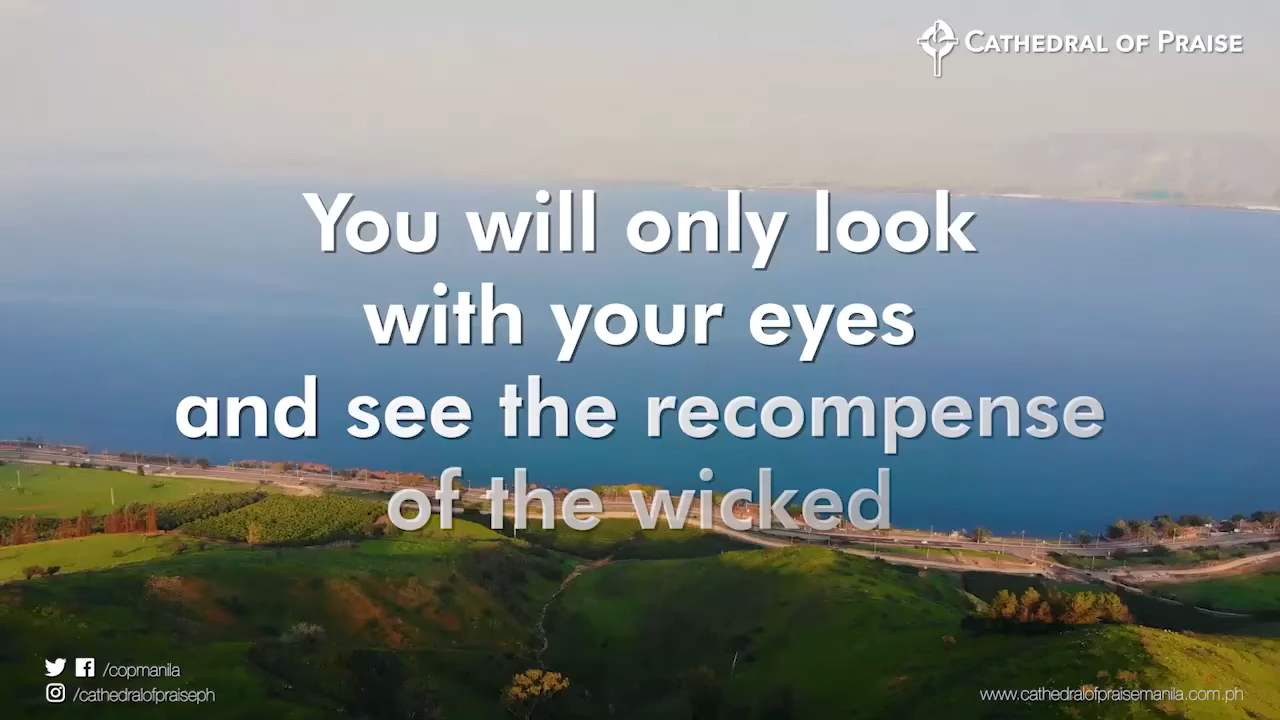 CATHEDRAL OF PRAISE
You will only look
with your eyes
and see the recompense
of the wicked
/copmanila
/cathedralofpraiseph
www.cathedralofpraisemanila.com.ph